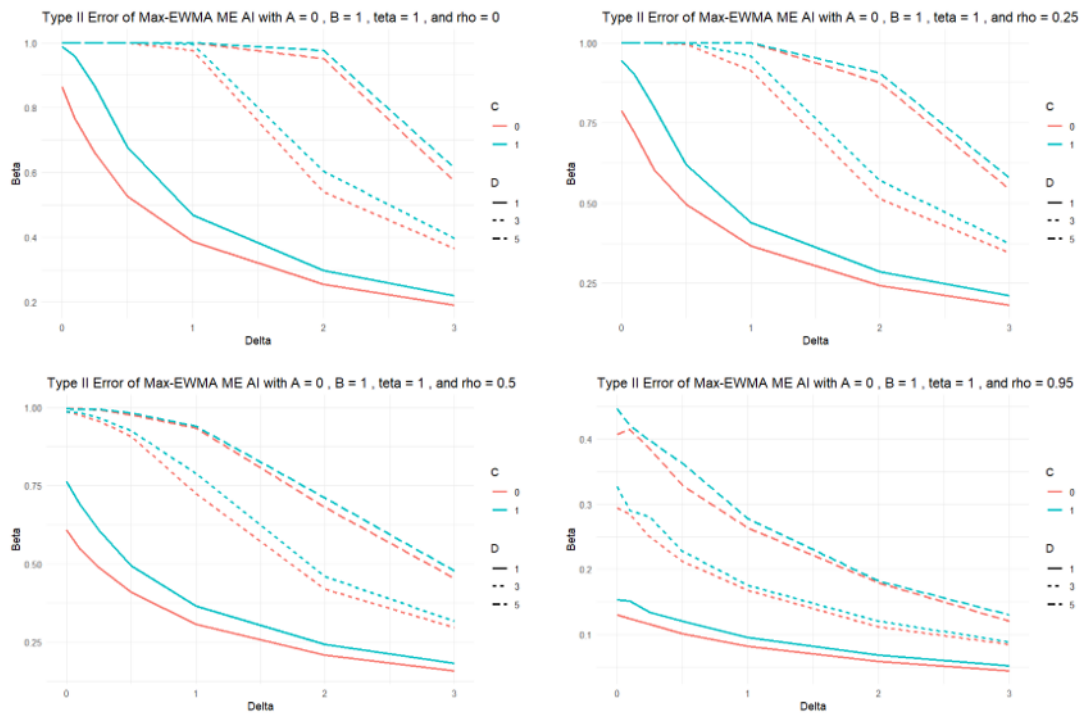 Type II Error of Max-EWMA ME AI with A = 0 , B = 1 , teta = 1 , and rho = 0
1.0
0.8
0.6
0.4
0.2
Beta
0 1 2 3
Delta
C
0
1
D
1
3
5
Type II Error of Max-EWMA ME AI with A = 0 , B = 1 , teta = 1 , and rho = 0.25
1.00
0.75
0.50
0.25
Beta
0 1 2 3
Delta
C
0
1
D
1
3
5
Type II Error of Max-EWMA ME AI with A = 0 , B = 1 , teta = 1 , and rho = 0.5
1.00
0.75
0.50
0.25
Beta
0 1 2 3
Delta
C
0
1
D
1
3
5
Type II Error of Max-EWMA ME AI with A = 0 , B = 1 , teta = 1 , and rho = 0.95
0.4
0.3
0.2
0.1
Beta
0 1 2 3
Delta
C
0
1
D
1
3
5